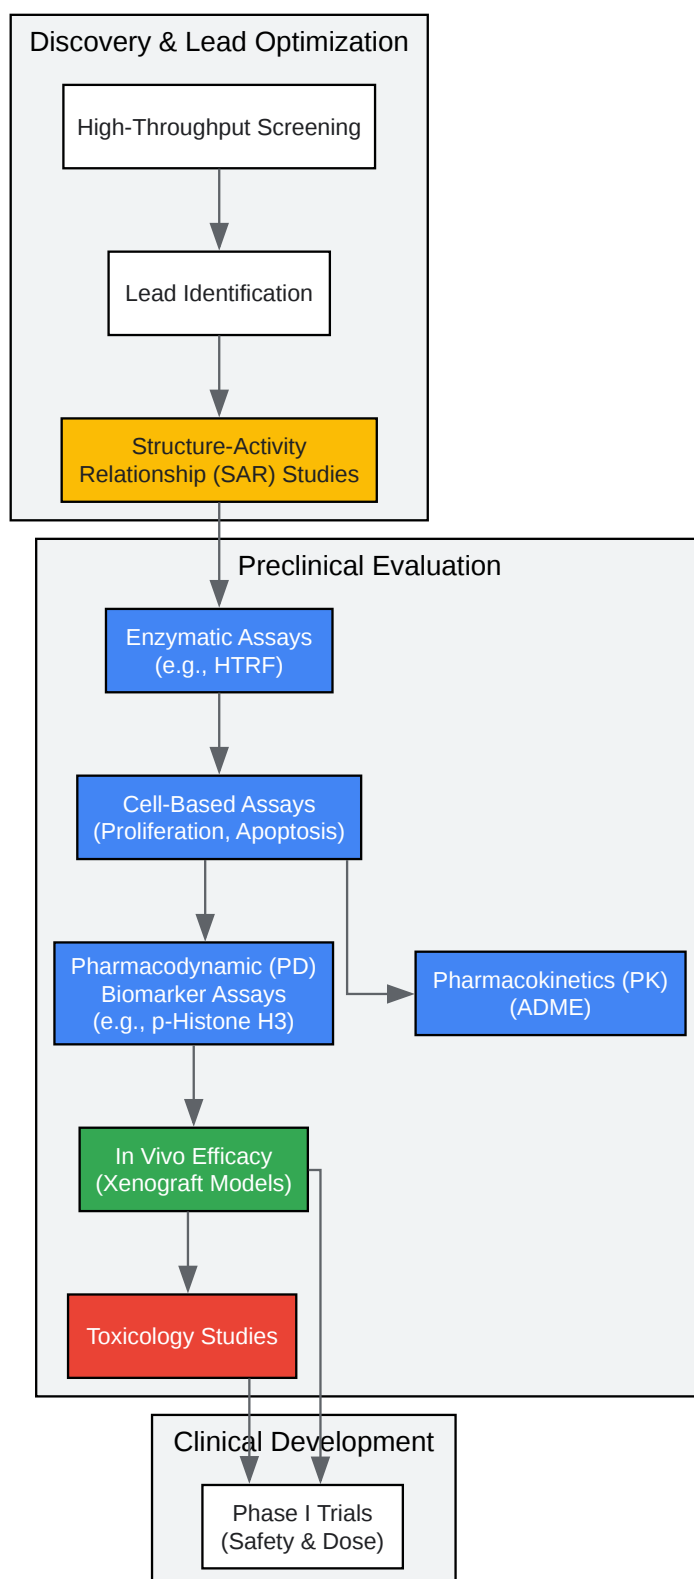 Discovery & Lead Optimization
High-Throughput Screening
Lead Identification
Structure-Activity
Relationship (SAR) Studies
Preclinical Evaluation
Enzymatic Assays
(e.g., HTRF)
Cell-Based Assays
(Proliferation, Apoptosis)
Pharmacodynamic (PD)
Biomarker Assays
(e.g., p-Histone H3)
Pharmacokinetics (PK)
(ADME)
In Vivo Efficacy
(Xenograft Models)
Toxicology Studies
Clinical Development
Phase I Trials
(Safety & Dose)